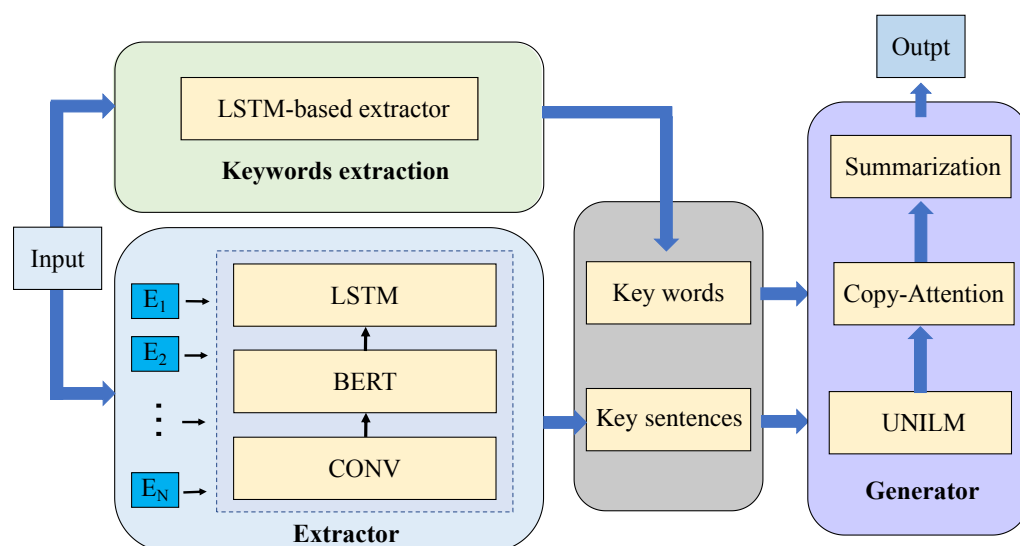 Outpt
LSTM-based extractor
Keywords extraction
Summarization
Input
E1
LSTM
Key words
Copy-Attention
E2
BERT
Key sentences
UNILM
CONV
EN
Generator
Extractor